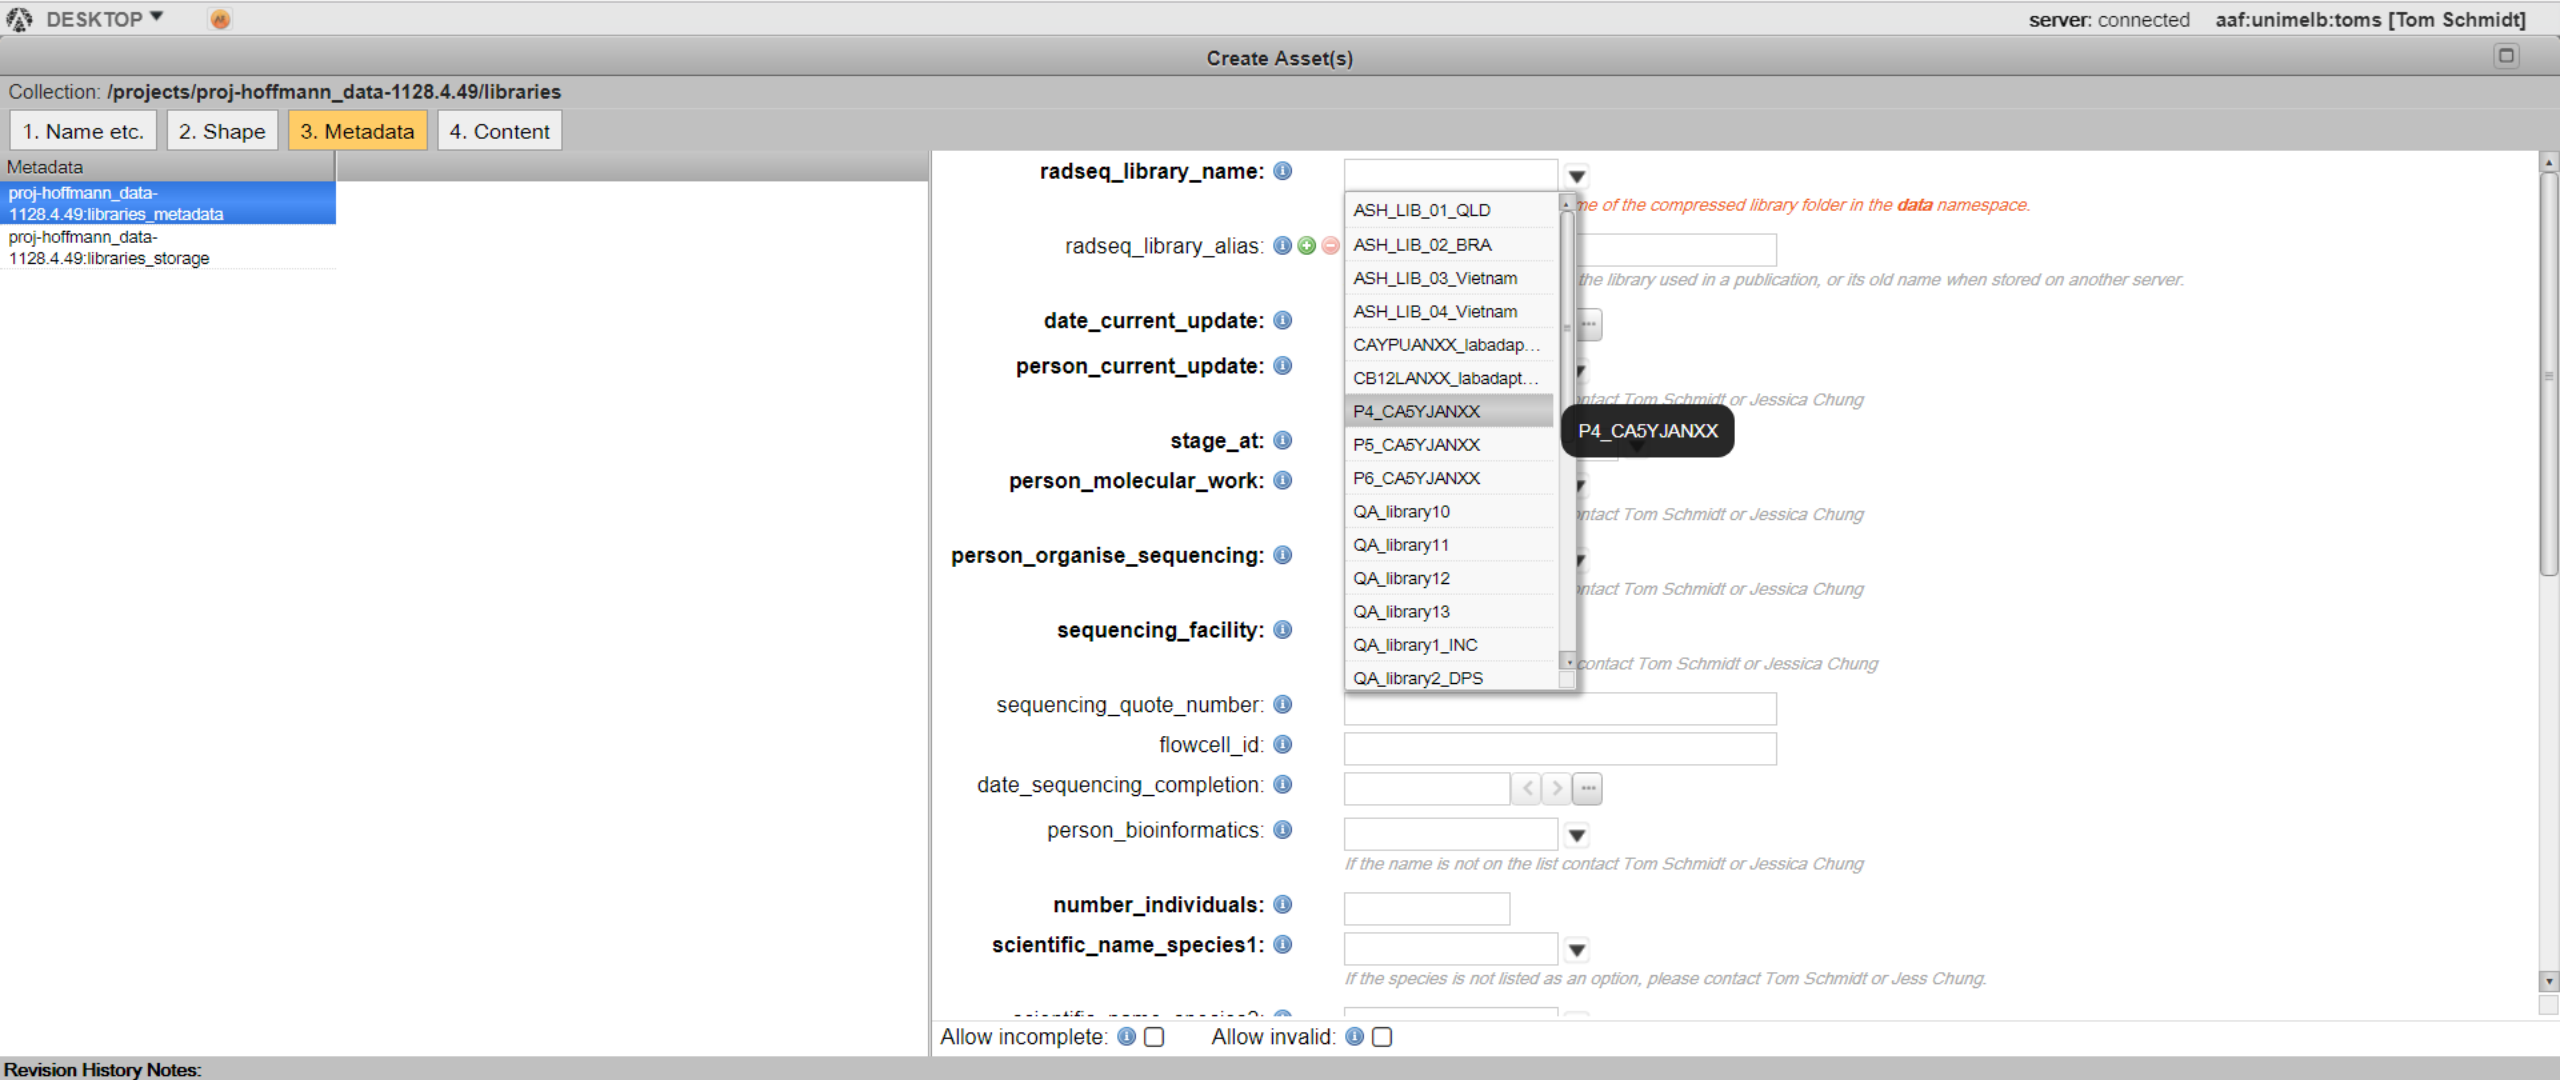 DESKTOP
server: connected aaf:unimelb:toms [Tom Schmidt]
Create Asset(s)
Collection: /projects/proj-hoffmann_data-1128.4.49/libraries
1. Name etc. 2. Shape 3. Metadata 4. Content
Metadata
proj-hoffmann_data-
1128.4.49:libraries_metadata
proj-hoffmann_data-
1128.4.49:libraries_storage
radseq_library_name:
of the compressed library folder in the data namespace.
radseq_library_alias:
the library used in a publication, or its old name when stored on another server.
date_current_update:
person_current_update:
Tom Schmidt or Jessica Chung
stage_at:
person_molecular_work:
Tom Schmidt or Jessica Chung
person_organise_sequencing:
Tom Schmidt or Jessica Chung
sequencing_facility:
contact Tom Schmidt or Jessica Chung
ASH_LIB_01_QLD
ASH_LIB_02_BRA
ASH_LIB_03_Vietnam
ASH_LIB_04_Vietnam
CAYPUANXX_labadap...
CB12LANXX_labadapt...
P4_CA5YJANXX
P4_CA5YJANXX
P5_CA5YJANXX
P6_CA5YJANXX
QA_library10
QA_library11
QA_library12
QA_library13
QA_library1_INC
QA_library2_DPS
sequencing_quote_number:
flowcell_id:
date_sequencing_completion:
person_bioinformatics:
If the name is not on the list contact Tom Schmidt or Jessica Chung
number_individuals:
scientific_name_species1:
If the species is not listed as an option, please contact Tom Schmidt or Jess Chung.
Allow incomplete: Allow invalid:
Revision History Notes: